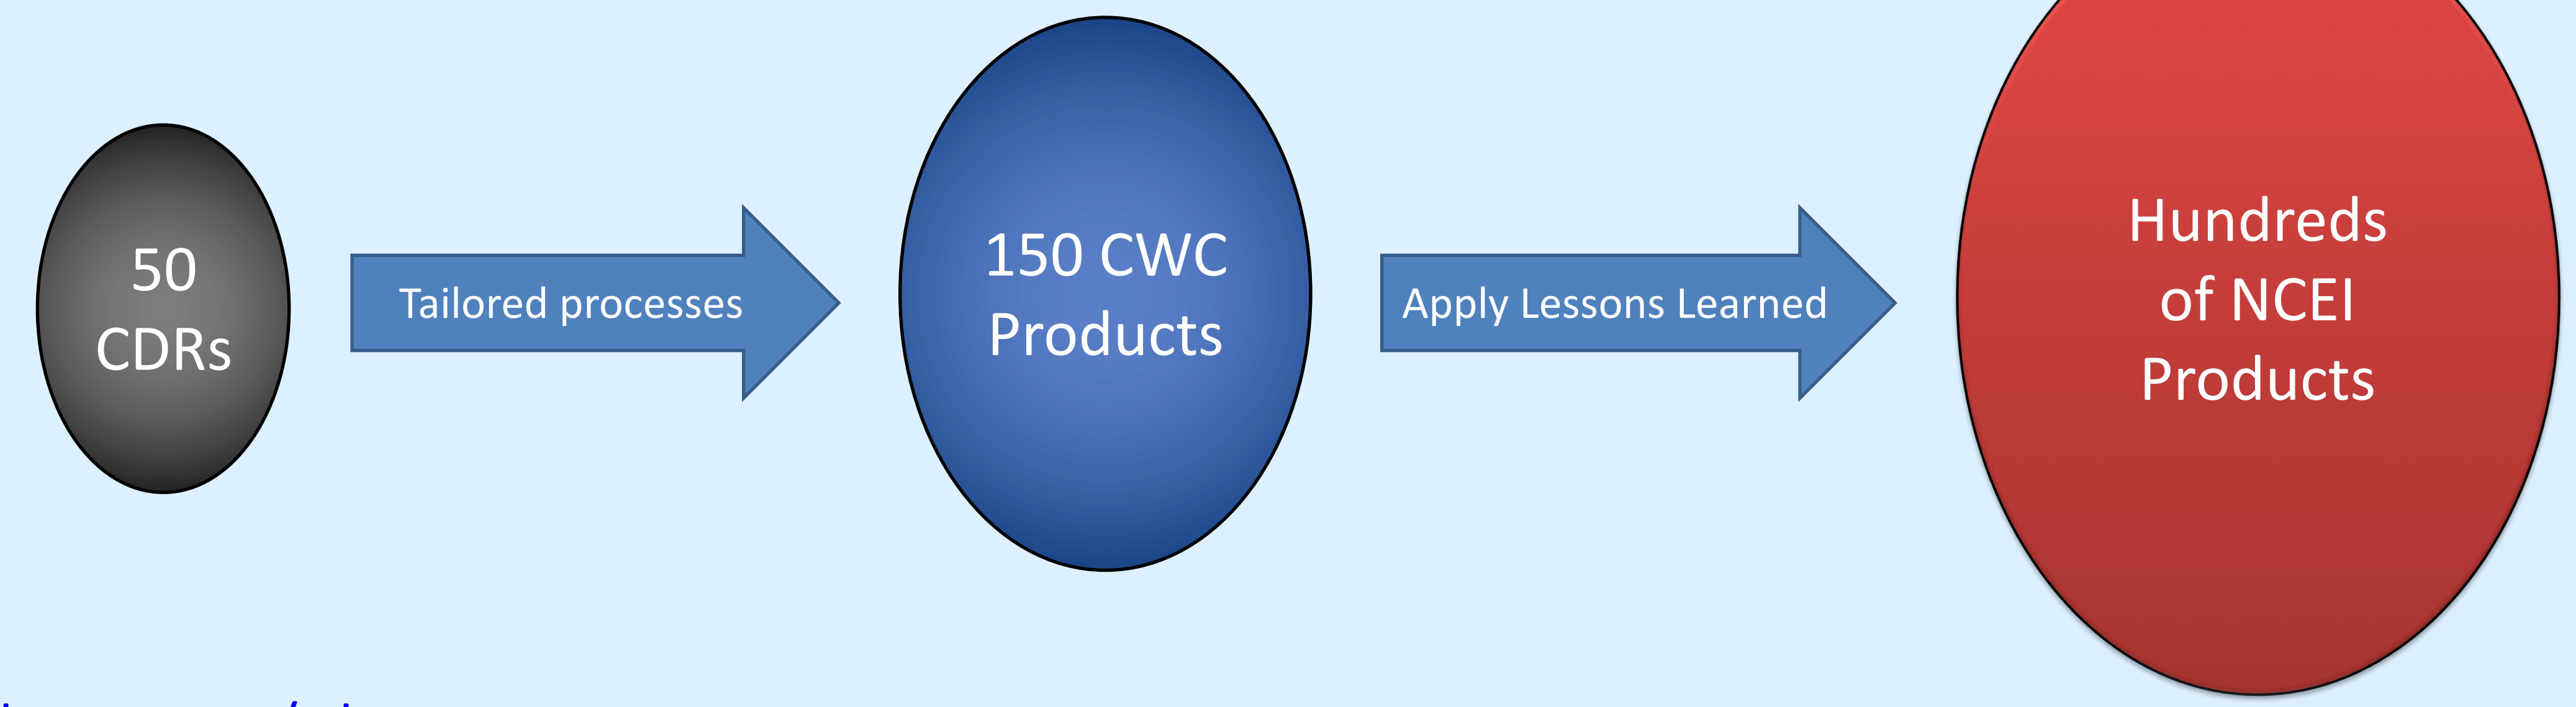 50
CDRs
Tailored processes
150 CWC
Products
Apply Lessons Learned
Hundreds
of NCEI
Products